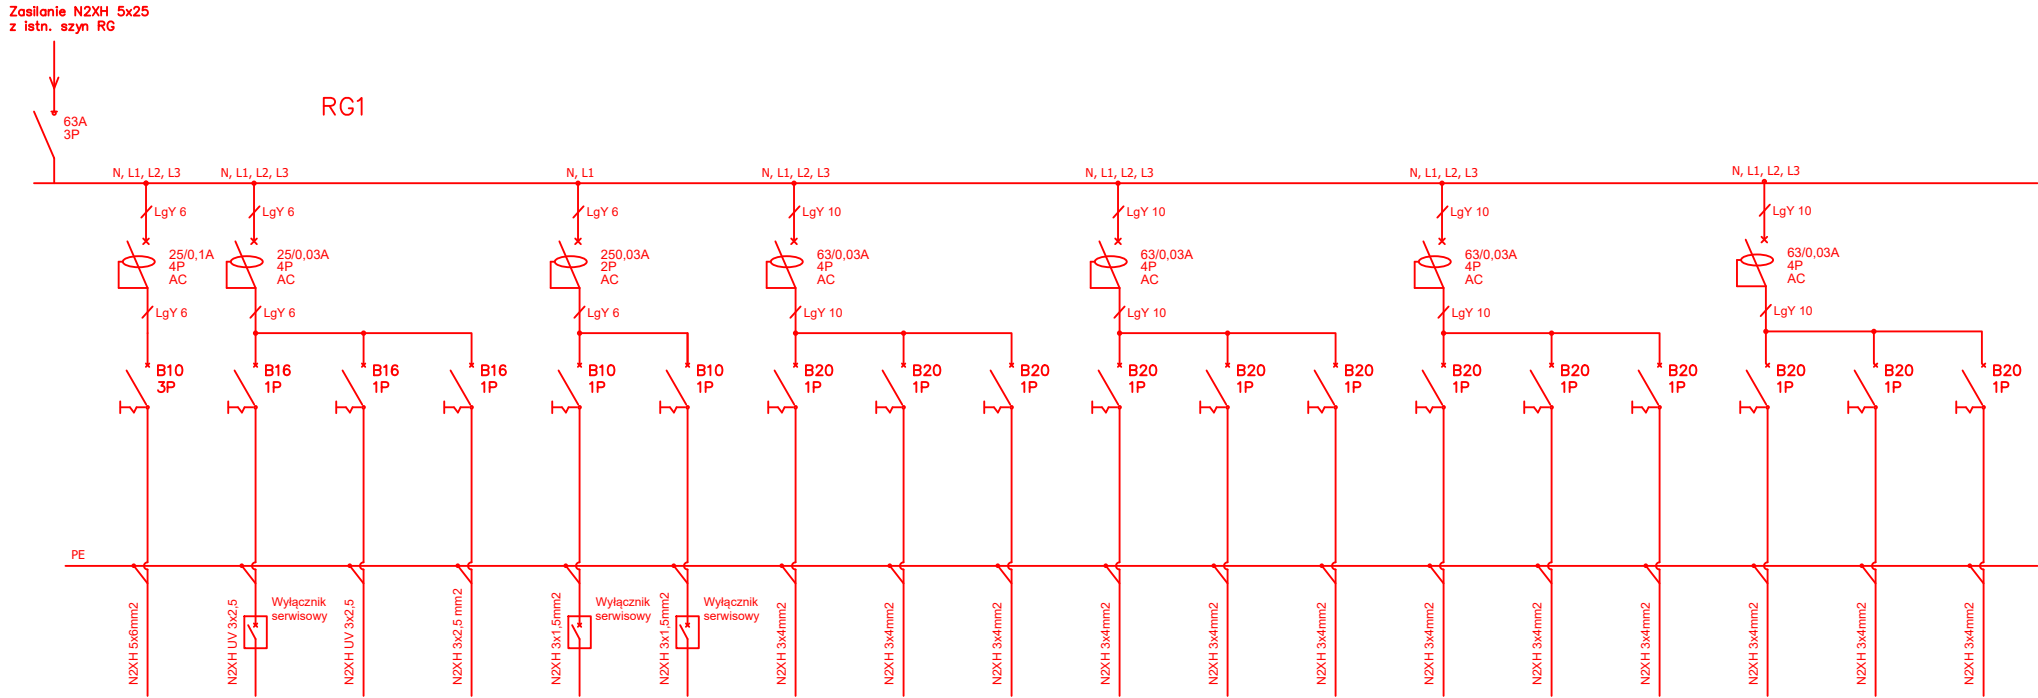 Zasilanie N2XH 5x25
z istn. szyn RG
RG1
63A
3P
N, L1, L2, L3
N, L1, L2, L3
N, L1
N, L1, L2, L3
N, L1, L2, L3
N, L1, L2, L3
N, L1, L2, L3
LgY 6
LgY 6
LgY 6
LgY 10
LgY 10
LgY 10
LgY 10
25/0,1A
4P
AC
25/0,03A
4P
AC
250,03A
2P
AC
63/0,03A
4P
AC
63/0,03A
4P
AC
63/0,03A
4P
AC
63/0,03A
4P
AC
LgY 6
LgY 6
LgY 6
LgY 10
LgY 10
LgY 10
LgY 10
B10
3P
B16
1P
B16
1P
B16
1P
B10
1P
B10
1P
B20
1P
B20
1P
B20
1P
B20
1P
B20
1P
B20
1P
B20
1P
B20
1P
B20
1P
B20
1P
B20
1P
B20
1P
PE
N2XH 5x6mm2
N2XH UV 3x2,5
Wyłącznik
serwisowy
N2XH UV 3x2,5
N2XH 3x2,5 mm2
N2XH 3x1,5mm2
Wyłącznik
serwisowy
N2XH 3x1,5mm2
Wyłącznik
serwisowy
N2XH 3x4mm2
N2XH 3x4mm2
N2XH 3x4mm2
N2XH 3x4mm2
N2XH 3x4mm2
N2XH 3x4mm2
N2XH 3x4mm2
N2XH 3x4mm2
N2XH 3x4mm2
N2XH 3x4mm2
N2XH 3x4mm2
N2XH 3x4mm2